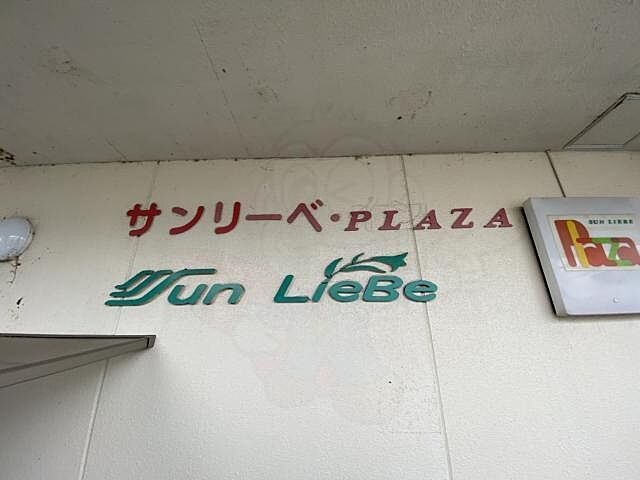 サンリーベ・PLAZA
Sun LieBe
SUN LIEBE
Plaza